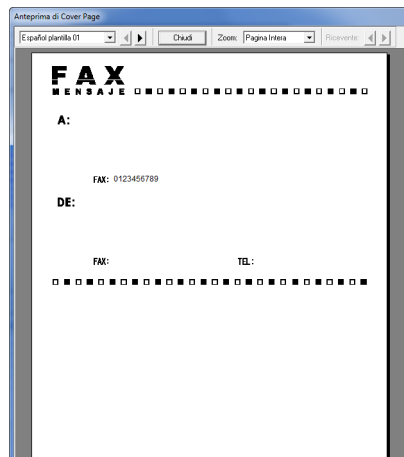 Anteprima di Cover Page
Español plantilla 01 Chiudi Zoom: Pagina Intera Ricevente:
FAX
MENSAJE
A:
FAX: 0123456789
DE:
FAX: TEL: